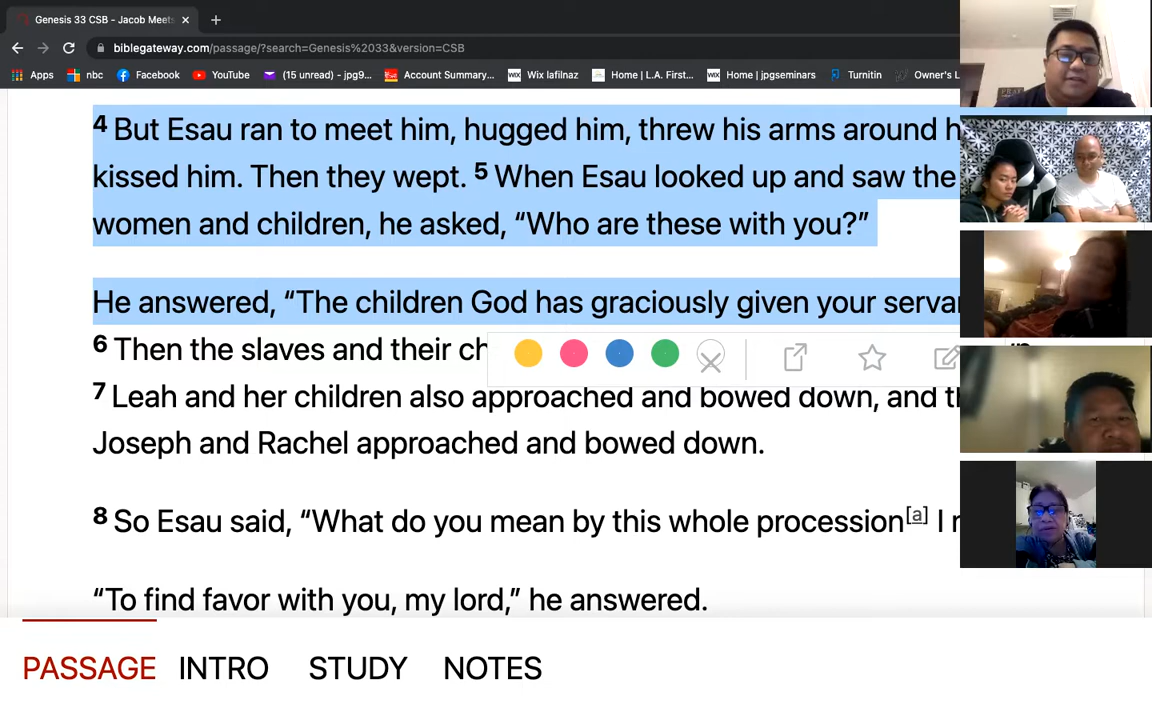 Genesis 33 CSB - Jacob Meets
biblegateway.com/passage/?search=Genesis%2033&version=CSB
Apps nbc Facebook YouTube (15 unread) - jpg9... Account Summary... Wix lafilnaz Home | L.A. First... Home | jpgseminars Turnitin Owner's L
4 But Esau ran to meet him, hugged him, threw his arms around
kissed him. Then they wept. 5 When Esau looked up and saw the
women and children, he asked, “Who are these with you?”
He answered, “The children God has graciously given your
6 Then the slaves and their
7 Leah and her children also approached and bowed down, and
Joseph and Rachel approached and bowed down.
8 So Esau said, “What do you mean by this whole procession[a] I
“To find favor with you, my lord,” he answered.
PASSAGE INTRO STUDY NOTES